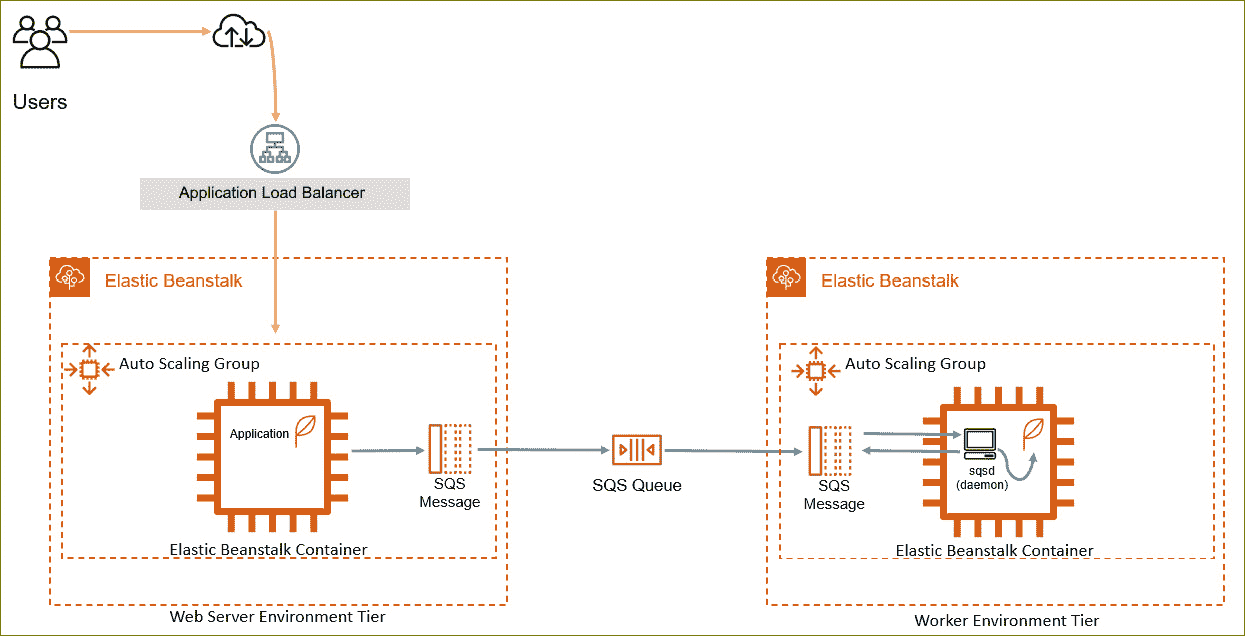 Users
Application Load Balancer
Elastic Beanstalk
Auto Scaling Group
Application
SQS
Message
Elastic Beanstalk Container
Web Server Environment Tier
SQS Queue
Elastic Beanstalk
Auto Scaling Group
SQS
Message
sqsd
(daemon)
Elastic Beanstalk Container
Worker Environment Tier